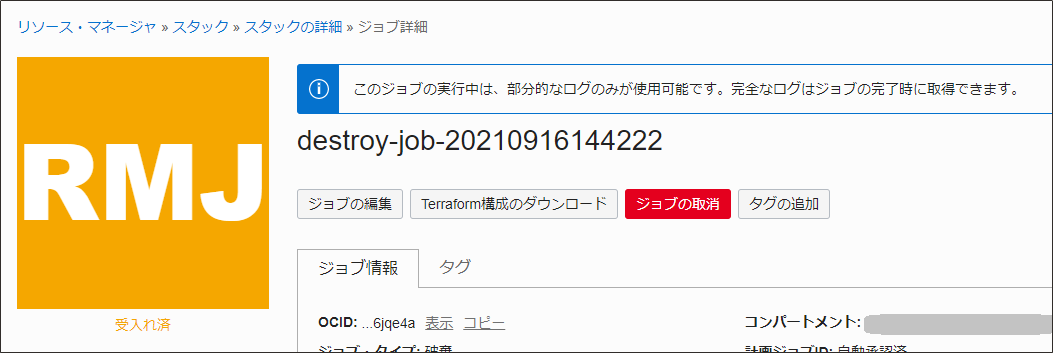 リソース・マネージャ » スタック » スタックの詳細 » ジョブ詳細
RMJ
受入れ済
このジョブの実行中は、部分的なログのみが使用可能です。完全なログはジョブの完了時に取得できます。
destroy-job-20210916144222
ジョブの編集 Terraform構成のダウンロード ジョブの取消 タグの追加
ジョブ情報 タグ
OCID: ...6jqe4a 表示 コピー
コンパートメント:
ジョブ・タイプ: 破棄
計画ジョブID: 自動承認済